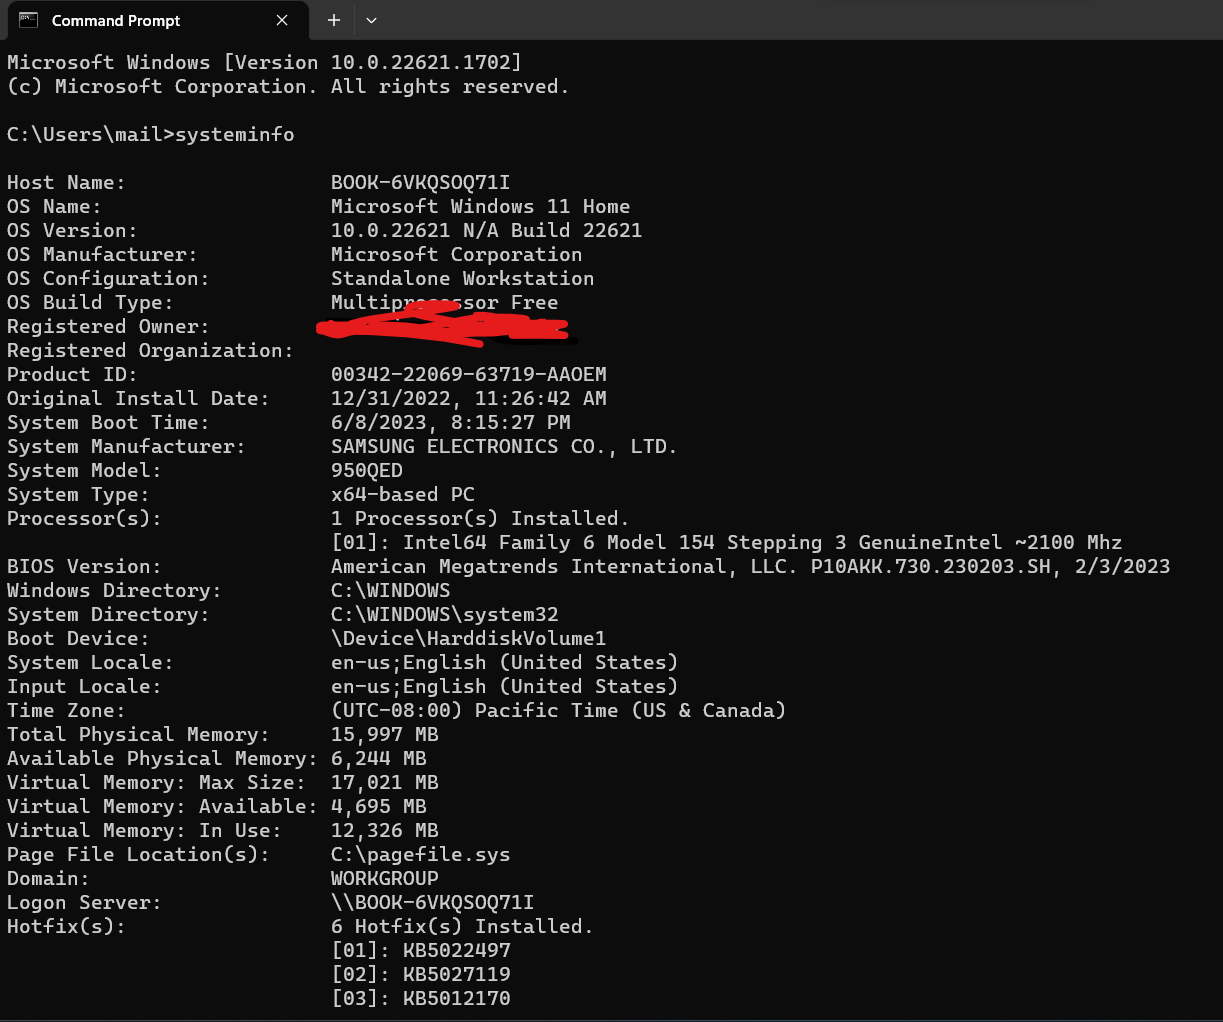 Command Prompt
Microsoft Windows [Version 10.0.22621.1702]
(c) Microsoft Corporation. All rights reserved.
C:\Users\mail>systeminfo
Host Name: BOOK-6VKQSOQ71I
OS Name: Microsoft Windows 11 Home
OS Version: 10.0.22621 N/A Build 22621
OS Manufacturer: Microsoft Corporation
OS Configuration: Standalone Workstation
OS Build Type: Multiprocessor Free
Registered Owner:
Registered Organization:
Product ID: 00342-22069-63719-AAOEM
Original Install Date: 12/31/2022, 11:26:42 AM
System Boot Time: 6/8/2023, 8:15:27 PM
System Manufacturer: SAMSUNG ELECTRONICS CO., LTD.
System Model: 950QED
System Type: x64-based PC
Processor(s): 1 Processor(s) Installed.
[01]: Intel64 Family 6 Model 154 Stepping 3 GenuineIntel ~2100 Mhz
BIOS Version: American Megatrends International, LLC. P10AKK.730.230203.SH, 2/3/2023
Windows Directory: C:\WINDOWS
System Directory: C:\WINDOWS\system32
Boot Device: \Device\HarddiskVolume1
System Locale: en-us;English (United States)
Input Locale: en-us;English (United States)
Time Zone: (UTC-08:00) Pacific Time (US & Canada)
Total Physical Memory: 15,997 MB
Available Physical Memory: 6,244 MB
Virtual Memory: Max Size: 17,021 MB
Virtual Memory: Available: 4,695 MB
Virtual Memory: In Use: 12,326 MB
Page File Location(s): C:\pagefile.sys
Domain: WORKGROUP
Logon Server: \\BOOK-6VKQSOQ71I
Hotfix(s): 6 Hotfix(s) Installed.
[01]: KB5022497
[02]: KB5027119
[03]: KB5012170